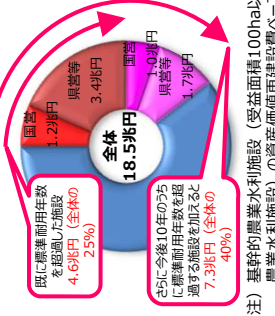 国営
1.2兆円
県営等
3.4兆円
国営
1.0兆円
県営等
1.7兆円
全体
18.5兆円
既に標準耐用年数
を超過した施設
4.6兆円（全体の
25%）
さらに今後10年のうち
に標準耐用年数を超
過する施設を加えると
7.3兆円（全体の
40%）
注）基幹的農業水利施設（受益面積100ha以
農業水利施設）の資産価値